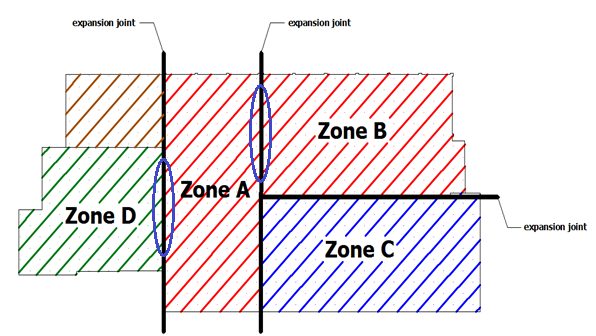 expansion joint
expansion joint
Zone B
Zone A
Zone D
expansion joint
Zone C